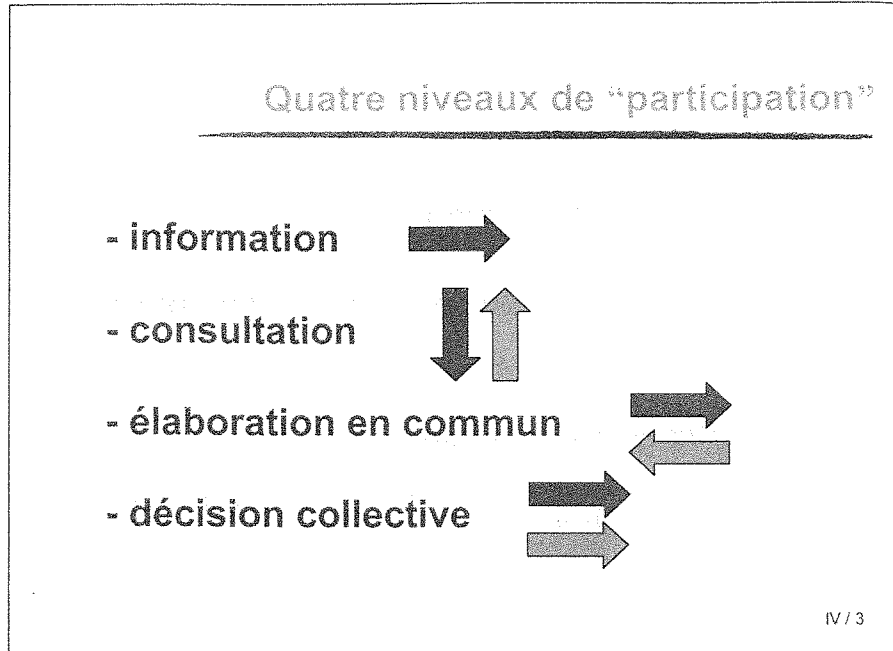 Quatre niveaux de “participation”
- information
- consultation
- élaboration en commun
- décision collective
IV / 3